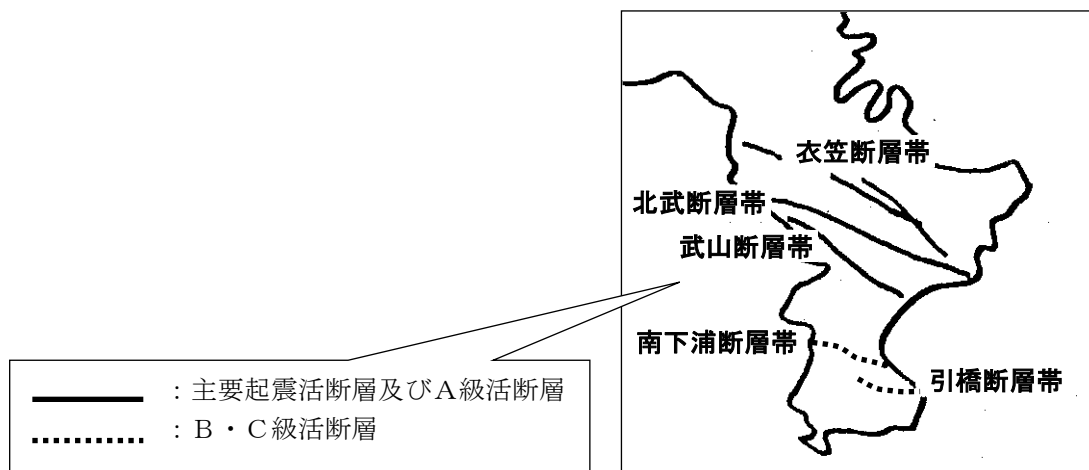 衣笠断層帯
北武断層帯
武山断層帯
南下浦断層帯
引橋断層帯
：主要起震活断層及びＡ級活断層
：Ｂ・Ｃ級活断層